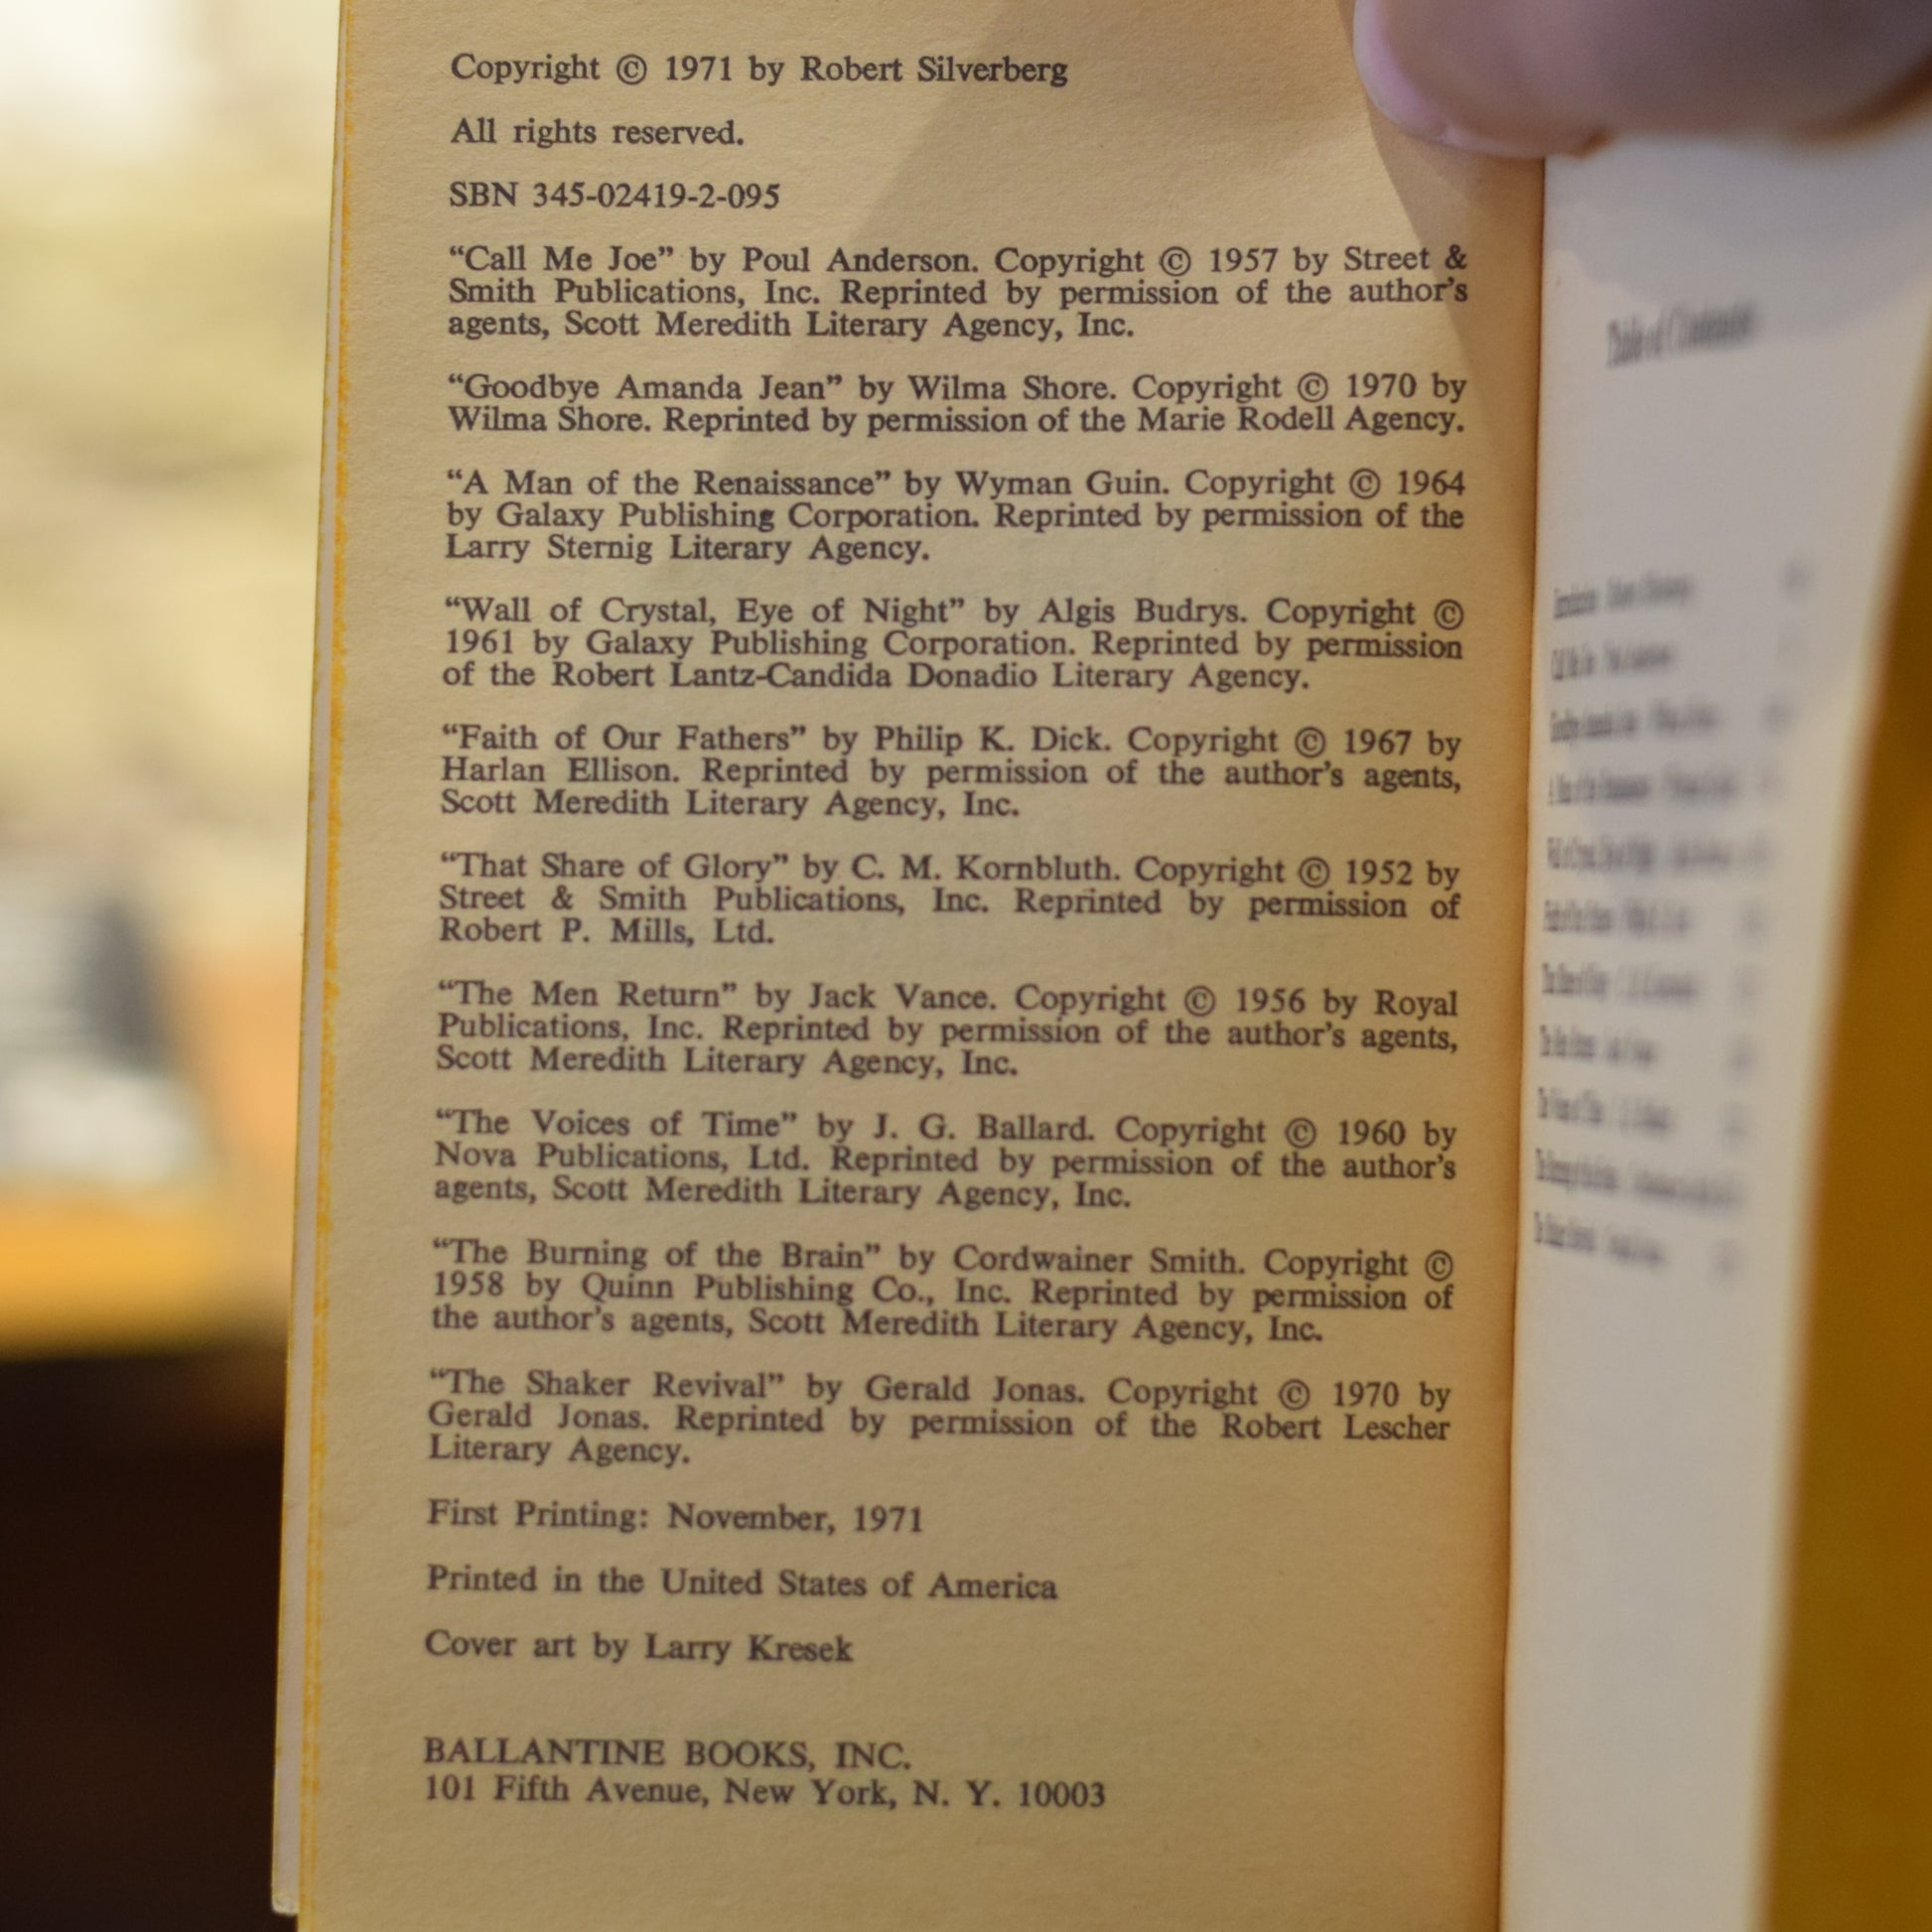 Copyright © 1971 by Robert Silverberg
All rights reserved.
SBN 345-02419-2-095
“Call Me Joe” by Poul Anderson. Copyright © 1957 by Street &
Smith Publications, Inc. Reprinted by permission of the author’s
agents, Scott Meredith Literary Agency, Inc.
“Goodbye Amanda Jean” by Wilma Shore. Copyright © 1970 by
Wilma Shore. Reprinted by permission of the Marie Rodell Agency.
“A Man of the Renaissance” by Wyman Guin. Copyright © 1964
by Galaxy Publishing Corporation. Reprinted by permission of the
Larry Sternig Literary Agency.
“Wall of Crystal, Eye of Night” by Algis Budrys. Copyright ©
1961 by Galaxy Publishing Corporation. Reprinted by permission
of the Robert Lantz-Candida Donadio Literary Agency.
“Faith of Our Fathers” by Philip K. Dick. Copyright © 1967 by
Harlan Ellison. Reprinted by permission of the author’s agents,
Scott Meredith Literary Agency, Inc.
“That Share of Glory” by C. M. Kornbluth. Copyright © 1952 by
Street & Smith Publications, Inc. Reprinted by permission of
Robert P. Mills, Ltd.
“The Men Return” by Jack Vance. Copyright © 1956 by Royal
Publications, Inc. Reprinted by permission of the author’s agents,
Scott Meredith Literary Agency, Inc.
“The Voices of Time” by J. G. Ballard. Copyright © 1960 by
Nova Publications, Ltd. Reprinted by permission of the author’s
agents, Scott Meredith Literary Agency, Inc.
“The Burning of the Brain” by Cordwainer Smith. Copyright ©
1958 by Quinn Publishing Co., Inc. Reprinted by permission of
the author’s agents, Scott Meredith Literary Agency, Inc.
“The Shaker Revival” by Gerald Jonas. Copyright © 1970 by
Gerald Jonas. Reprinted by permission of the Robert Lescher
Literary Agency.
First Printing: November, 1971
Printed in the United States of America
Cover art by Larry Kresek
BALLANTINE BOOKS, INC.
101 Fifth Avenue, New York, N. Y. 10003
Table of Contents